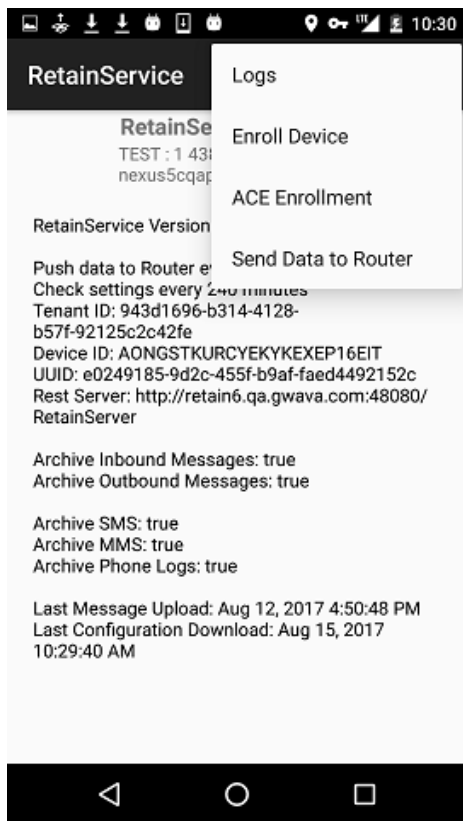 10:30
RetainService
Logs
Enroll Device
ACE Enrollment
Send Data to Router
TEST : 1
RetainService Version
Push data to Router
Check settings every 240 minutes
Tenant ID: 943d1696-b314-4128-
b57f-92125c2c42fe
Device ID: AONGSTKURCYEKYKEXEP16EIT
UUID: e0249185-9d2c-455f-b9af-faed4492152c
Rest Server: http://retain6.qa.gwava.com:48080/
RetainServer
Archive Inbound Messages: true
Archive Outbound Messages: true
Archive SMS: true
Archive MMS: true
Archive Phone Logs: true
Last Message Upload: Aug 12, 2017 4:50:48 PM
Last Configuration Download: Aug 15, 2017
10:29:40 AM